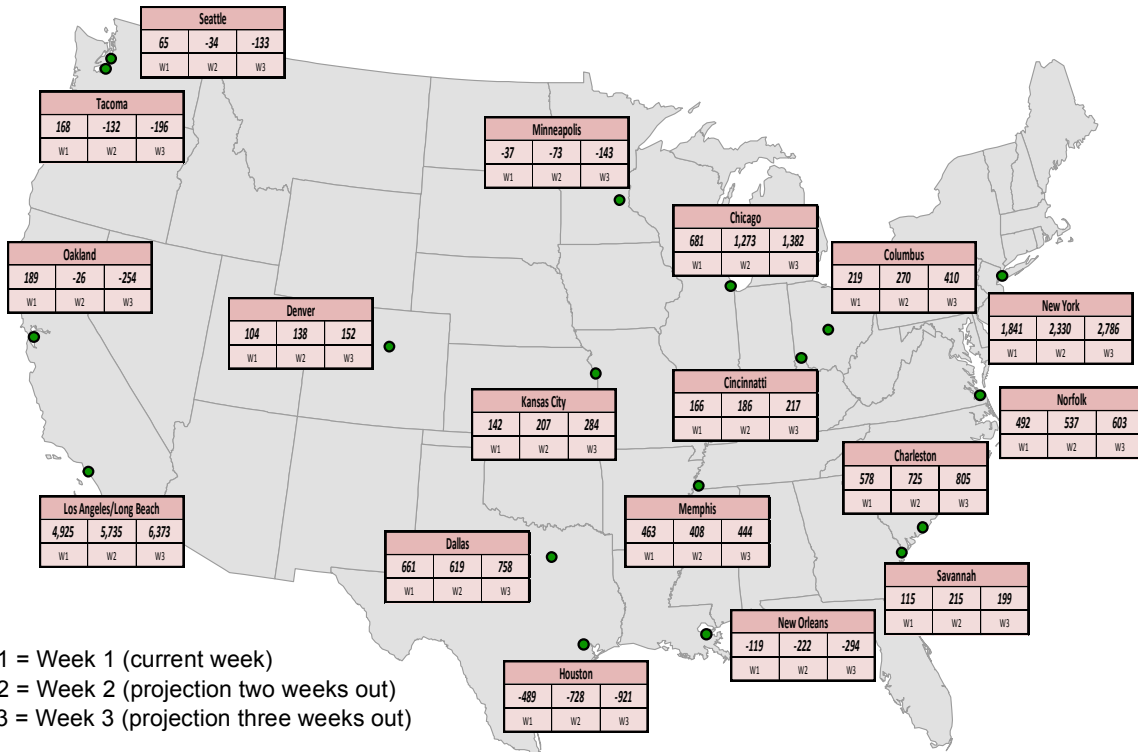 Seattle
65 -34 -133
W1 W2 W3
Tacoma
168 -132 -196
W1 W2 W3
Minneapolis
-37 -73 -143
W1 W2 W3
Chicago
681 1,273 1,382
W1 W2 W3
Oakland
189 -26 -254
W1 W2 W3
Columbus
219 270 410
W1 W2 W3
Denver
104 138 152
W1 W2 W3
New York
1,841 2,330 2,786
W1 W2 W3
Cincinnatti
166 186 217
W1 W2 W3
Kansas City
142 207 284
W1 W2 W3
Norfolk
492 537 603
W1 W2 W3
Charleston
578 725 805
W1 W2 W3
Los Angeles/Long Beach
4,925 5,735 6,373
W1 W2 W3
Memphis
463 408 444
W1 W2 W3
Dallas
661 619 758
W1 W2 W3
Savannah
115 215 199
W1 W2 W3
New Orleans
-119 -222 -294
W1 W2 W3
Houston
-489 -728 -921
W1 W2 W3
1 = Week 1 (current week)
2 = Week 2 (projection two weeks out)
3 = Week 3 (projection three weeks out)